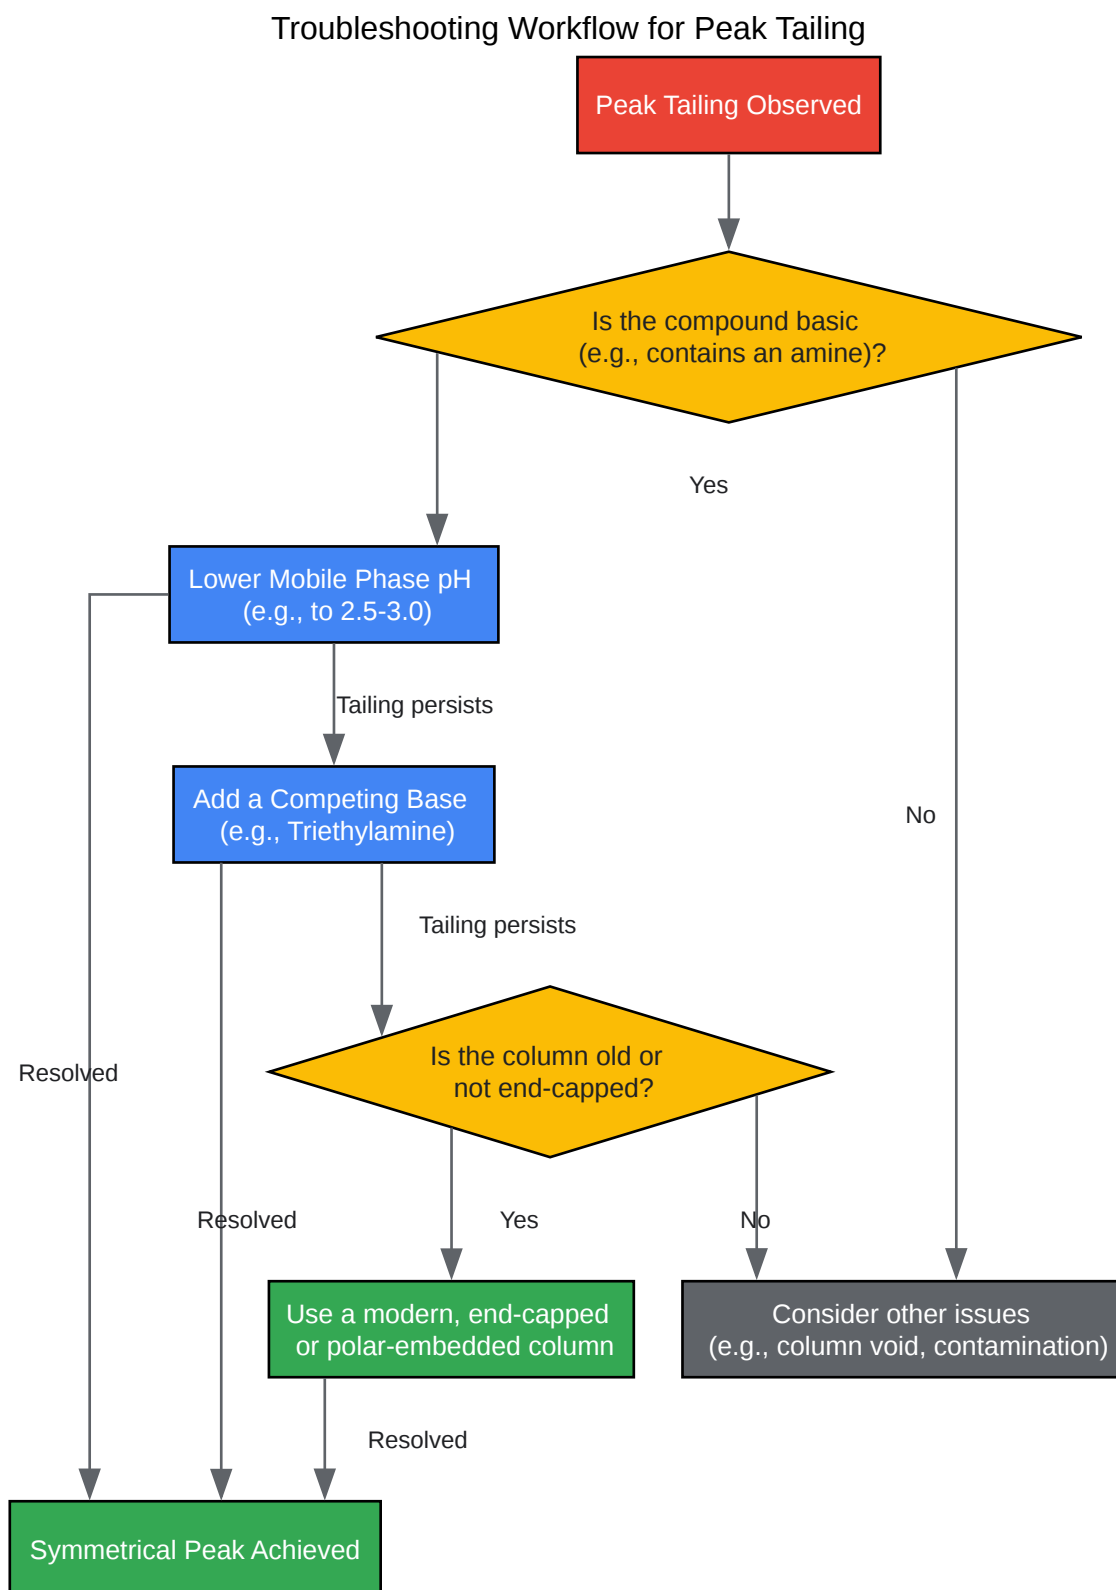 Troubleshooting Workflow for Peak Tailing
Peak Tailing Observed
Is the compound basic
(e.g., contains an amine)?
Yes
Lower Mobile Phase pH
(e.g., to 2.5-3.0)
Tailing persists
Add a Competing Base
(e.g., Triethylamine)
No
Tailing persists
Is the column old or
not end-capped?
Resolved
Resolved
Yes
No
Use a modern, end-capped
or polar-embedded column
Consider other issues
(e.g., column void, contamination)
Resolved
Symmetrical Peak Achieved